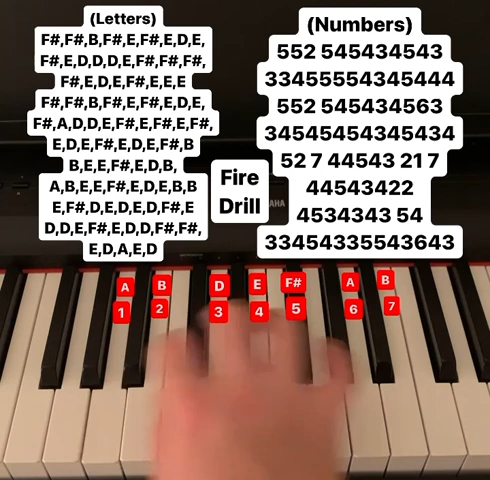 (Letters)
F#,F#,B,F#,E,F#,E,D,E,
F#,E,D,D,D,E,F#,F#,F#,
F#,E,D,E,F#,E,E,E
F#,F#,B,F#,E,F#,E,D,E,
F#,A,D,D,E,F#,E,F#,E,F#,
E,D,E,F#,E,D,E,F#,B
B,E,E,F#,E,D,B,
A,B,E,E,F#,E,D,E,B,B
E,F#,D,E,D,E,D,F#,E
D,D,E,F#,E,D,D,F#,F#,
E,D,A,E,D
(Numbers)
552 545434543
33455554345444
552 545434563
34545454345434
52 7 44543 21 7
44543422
4534343 54
33454335543643
Fire
Drill
AHA
A B D E F# A B
1 2 3 4 5 6 7